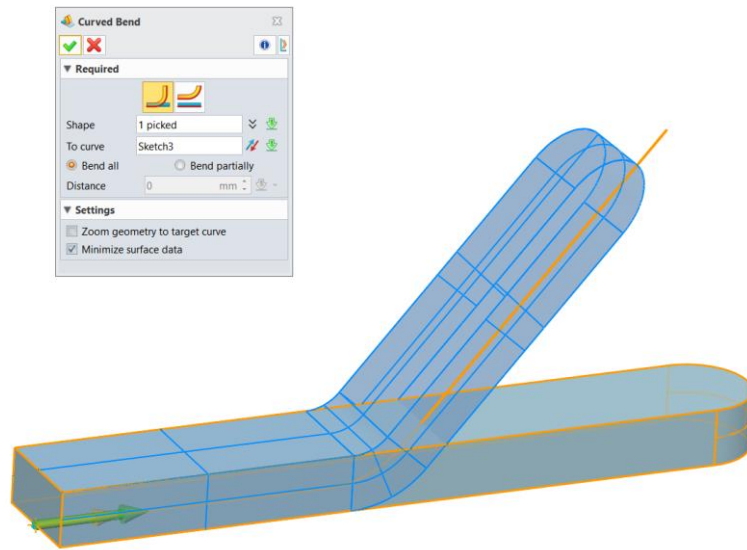 Curved Bend
Required
Shape 1 picked
To curve Sketch3
Bend all Bend partially
Distance 0 mm
Settings
Zoom geometry to target curve
Minimize surface data